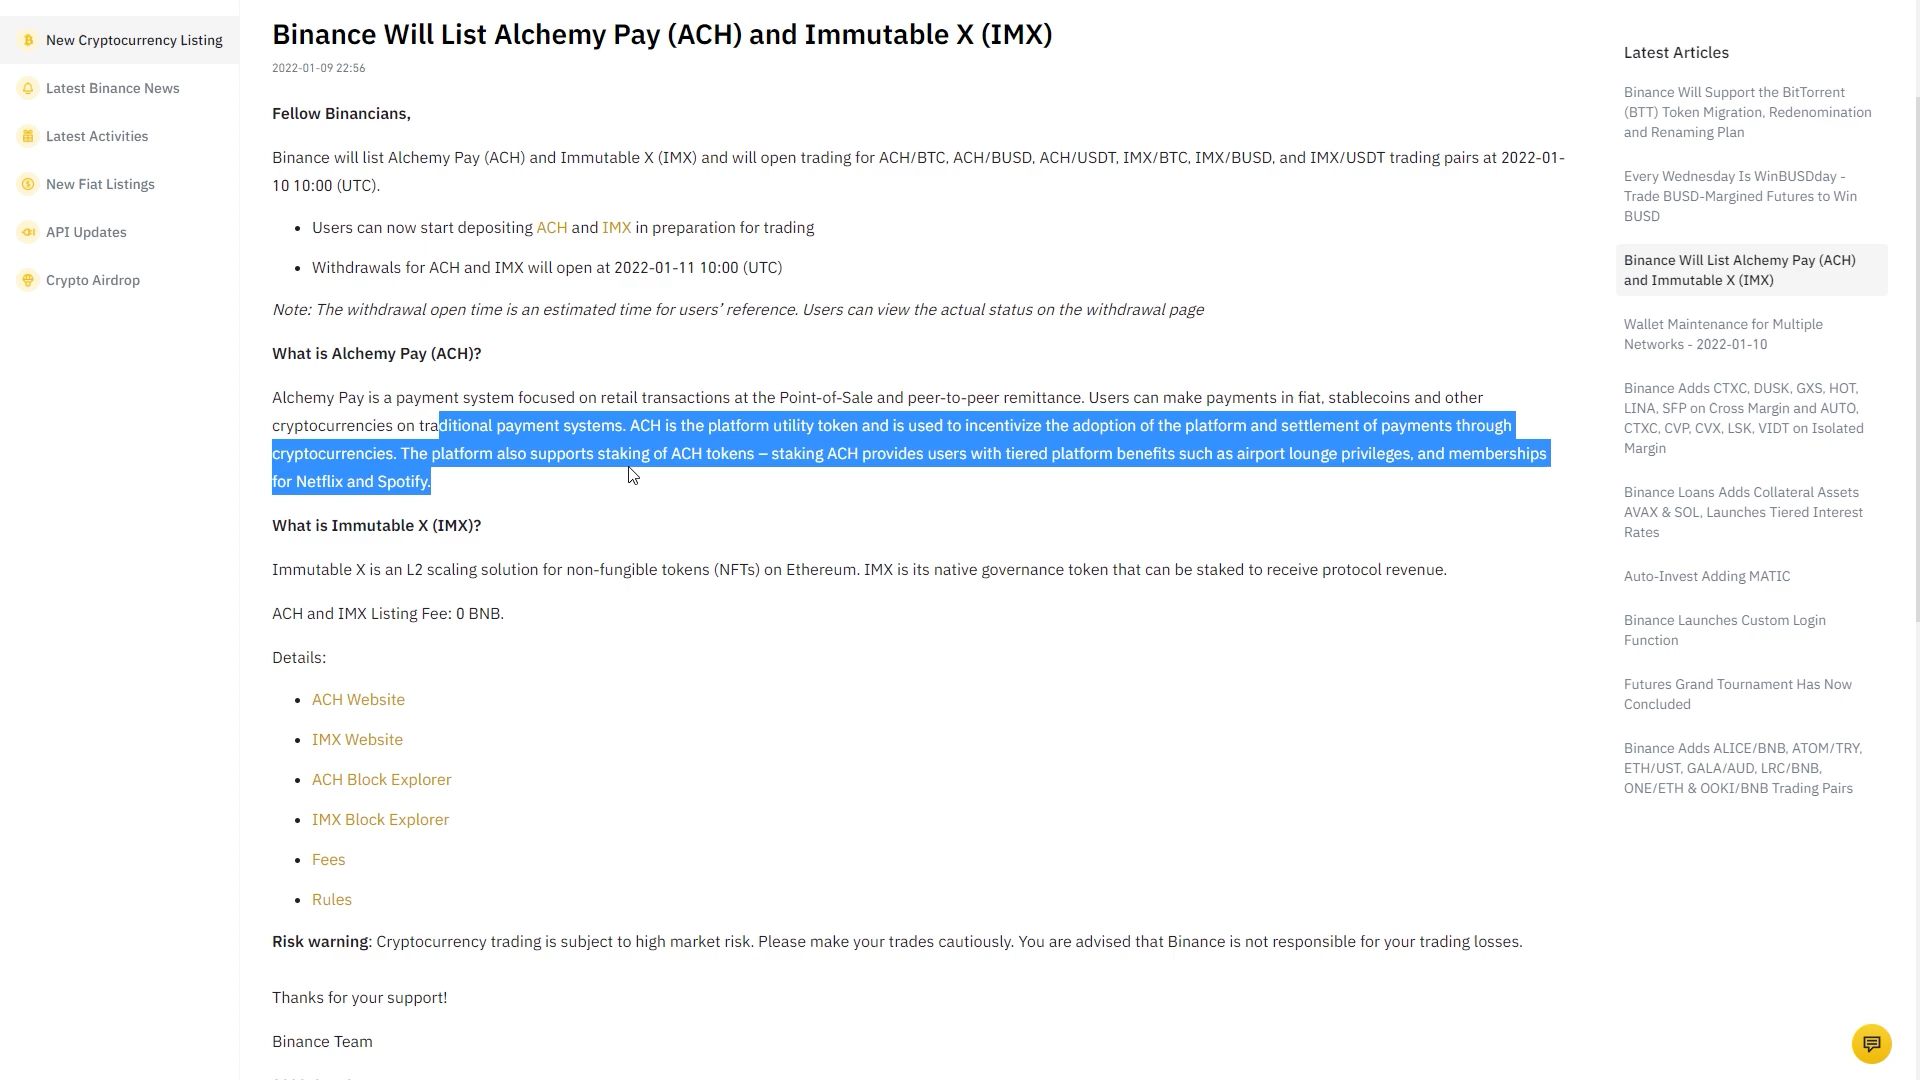 New Cryptocurrency Listing
Latest Binance News
Latest Activities
New Fiat Listings
API Updates
Crypto Airdrop
Binance Will List Alchemy Pay (ACH) and Immutable X (IMX)
2022-01-09 22:56
Fellow Binancians,
Binance will list Alchemy Pay (ACH) and Immutable X (IMX) and will open trading for ACH/BTC, ACH/BUSD, ACH/USDT, IMX/BTC, IMX/BUSD, and IMX/USDT trading pairs at 2022-01-
10 10:00 (UTC).
• Users can now start depositing ACH and IMX in preparation for trading
• Withdrawals for ACH and IMX will open at 2022-01-11 10:00 (UTC)
Note: The withdrawal open time is an estimated time for users’ reference. Users can view the actual status on the withdrawal page
What is Alchemy Pay (ACH)?
Alchemy Pay is a payment system focused on retail transactions at the Point-of-Sale and peer-to-peer remittance. Users can make payments in fiat, stablecoins and other
cryptocurrencies on traditional payment systems. ACH is the platform utility token and is used to incentivize the adoption of the platform and settlement of payments through
cryptocurrencies. The platform also supports staking of ACH tokens – staking ACH provides users with tiered platform benefits such as airport lounge privileges, and memberships
for Netflix and Spotify.
What is Immutable X (IMX)?
Immutable X is an L2 scaling solution for non-fungible tokens (NFTs) on Ethereum. IMX is its native governance token that can be staked to receive protocol revenue.
ACH and IMX Listing Fee: 0 BNB.
Details:
• ACH Website
• IMX Website
• ACH Block Explorer
• IMX Block Explorer
• Fees
• Rules
Risk warning: Cryptocurrency trading is subject to high market risk. Please make your trades cautiously. You are advised that Binance is not responsible for your trading losses.
Thanks for your support!
Binance Team
Latest Articles
Binance Will Support the BitTorrent
(BTT) Token Migration, Redenomination
and Renaming Plan
Every Wednesday Is WinBUSDday -
Trade BUSD-Margined Futures to Win
BUSD
Binance Will List Alchemy Pay (ACH)
and Immutable X (IMX)
Wallet Maintenance for Multiple
Networks - 2022-01-10
Binance Adds CTXC, DUSK, GXS, HOT,
LINA, SFP on Cross Margin and AUTO,
CTXC, CVP, CVX, LSK, VIDT on Isolated
Margin
Binance Loans Adds Collateral Assets
AVAX & SOL, Launches Tiered Interest
Rates
Auto-Invest Adding MATIC
Binance Launches Custom Login
Function
Futures Grand Tournament Has Now
Concluded
Binance Adds ALICE/BNB, ATOM/TRY,
ETH/UST, GALA/AUD, LRC/BNB,
ONE/ETH & OOKI/BNB Trading Pairs